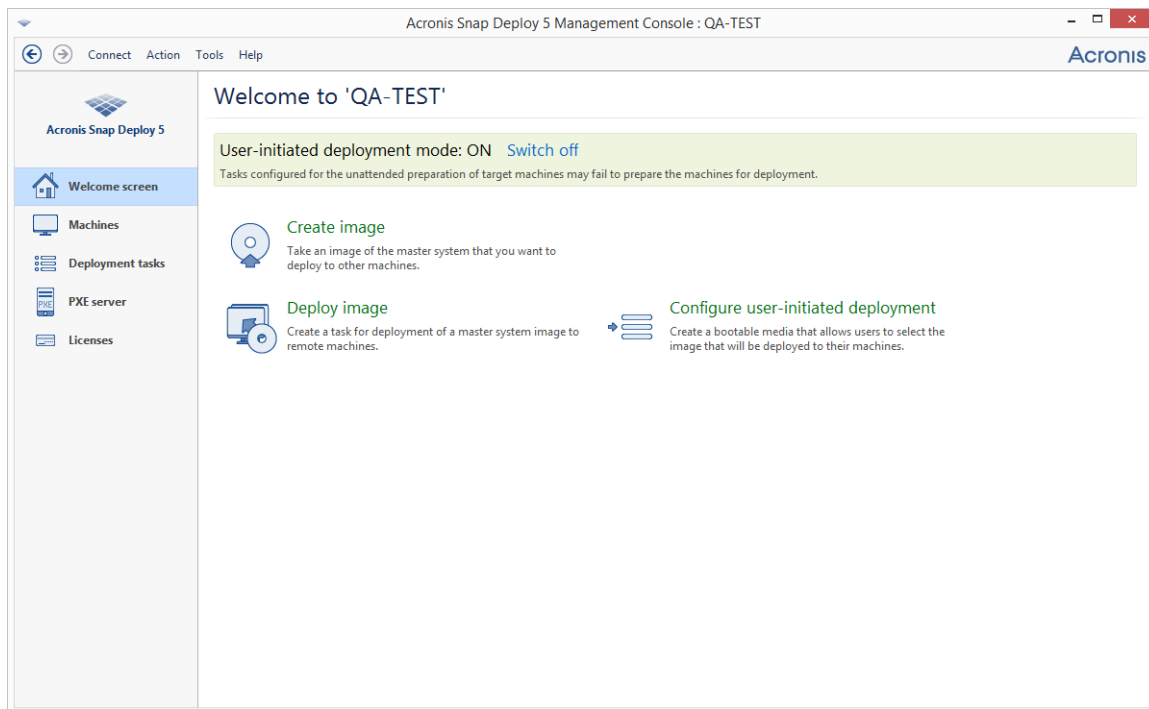 Acronis Snap Deploy 5 Management Console : QA-TEST
Connect Action Tools Help
Acronis
Acronis Snap Deploy 5
Welcome screen
Machines
Deployment tasks
PXE
PXE server
Licenses
Welcome to 'QA-TEST'
User-initiated deployment mode: ON Switch off
Tasks configured for the unattended preparation of target machines may fail to prepare the machines for deployment.
Create image
Take an image of the master system that you want to
deploy to other machines.
Deploy image
Create a task for deployment of a master system image to
remote machines.
Configure user-initiated deployment
Create a bootable media that allows users to select the
image that will be deployed to their machines.